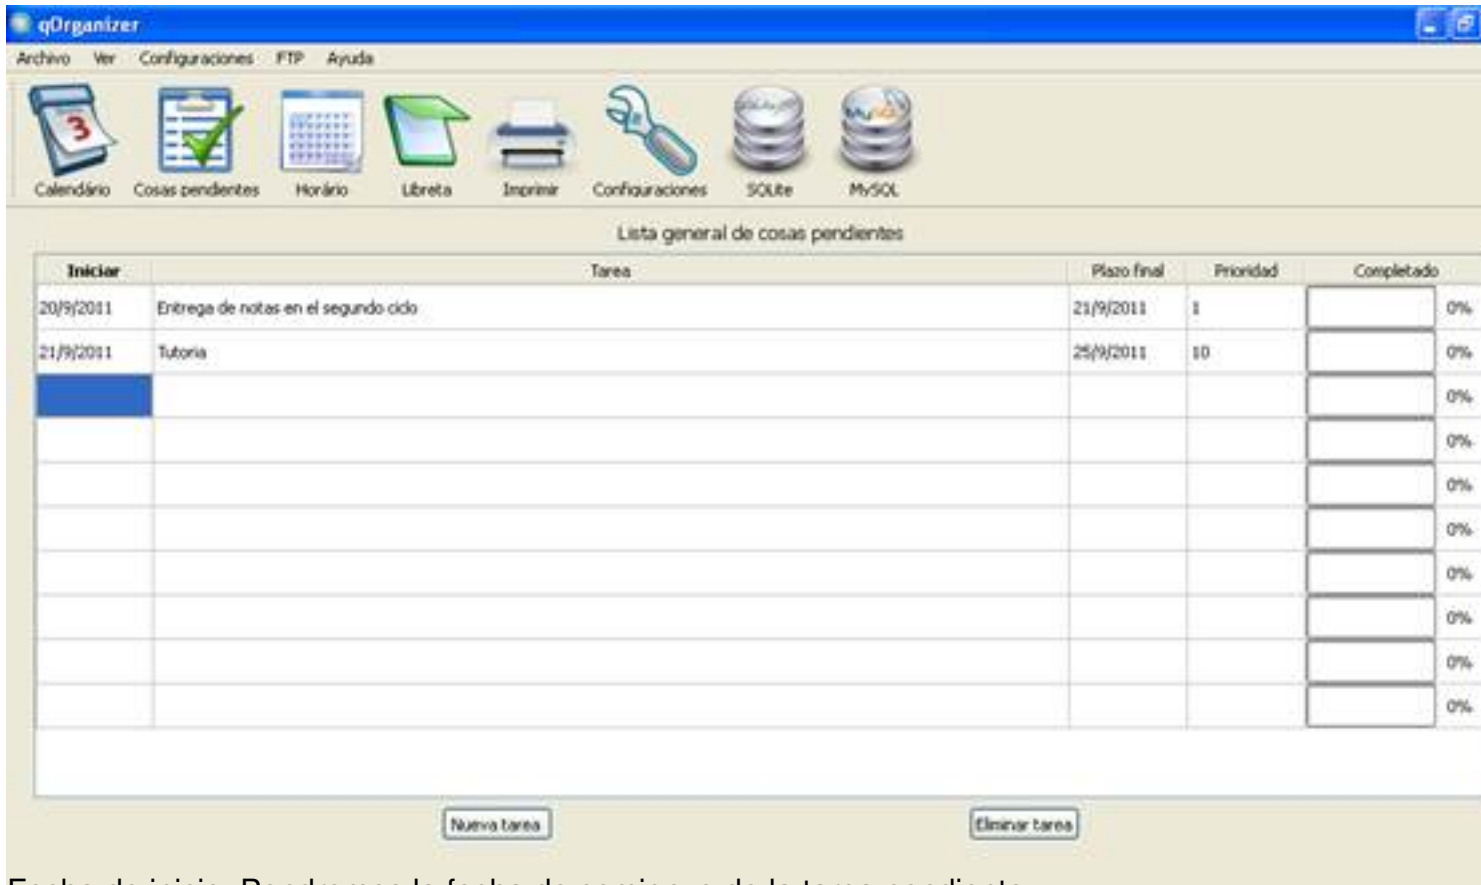 qOrganizer
Archivo Ver Configuraciones FTP Ayuda
3
Calendário Cosas pendientes Horário Libreta Imprimir Configuraciones SQLite MySQL
Lista general de cosas pendientes
Iniciar Tarea Plazo final Prioridad Completado
20/9/2011 Entrega de notas en el segundo ciclo 21/9/2011 1 0%
21/9/2011 Tutoria 25/9/2011 10 0%
0%
0%
0%
0%
0%
0%
0%
0%
Nueva tarea Eliminar tarea